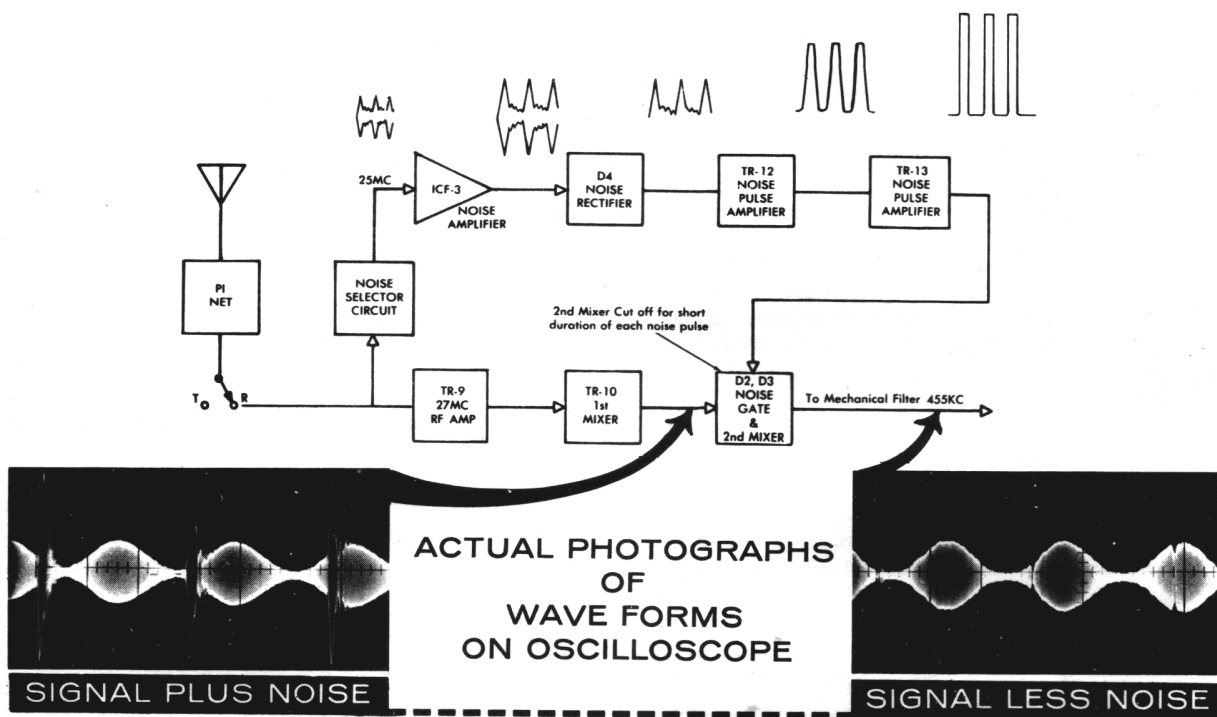 25MC
ICF-3
NOISE
AMPLIFIER
D4
NOISE
RECTIFIER
TR-12
NOISE
PULSE
AMPLIFIER
TR-13
NOISE
PULSE
AMPLIFIER
PI
NET
NOISE
SELECTOR
CIRCUIT
2nd Mixer Cut off for short
duration of each noise pulse
T
R
TR-9
27MC
RF AMP
TR-10
1st
MIXER
D2, D3
NOISE
GATE
&
2nd MIXER
To Mechanical Filter 455KC
ACTUAL PHOTOGRAPHS
OF
WAVE FORMS
ON OSCILLOSCOPE
SIGNAL PLUS NOISE
SIGNAL LESS NOISE